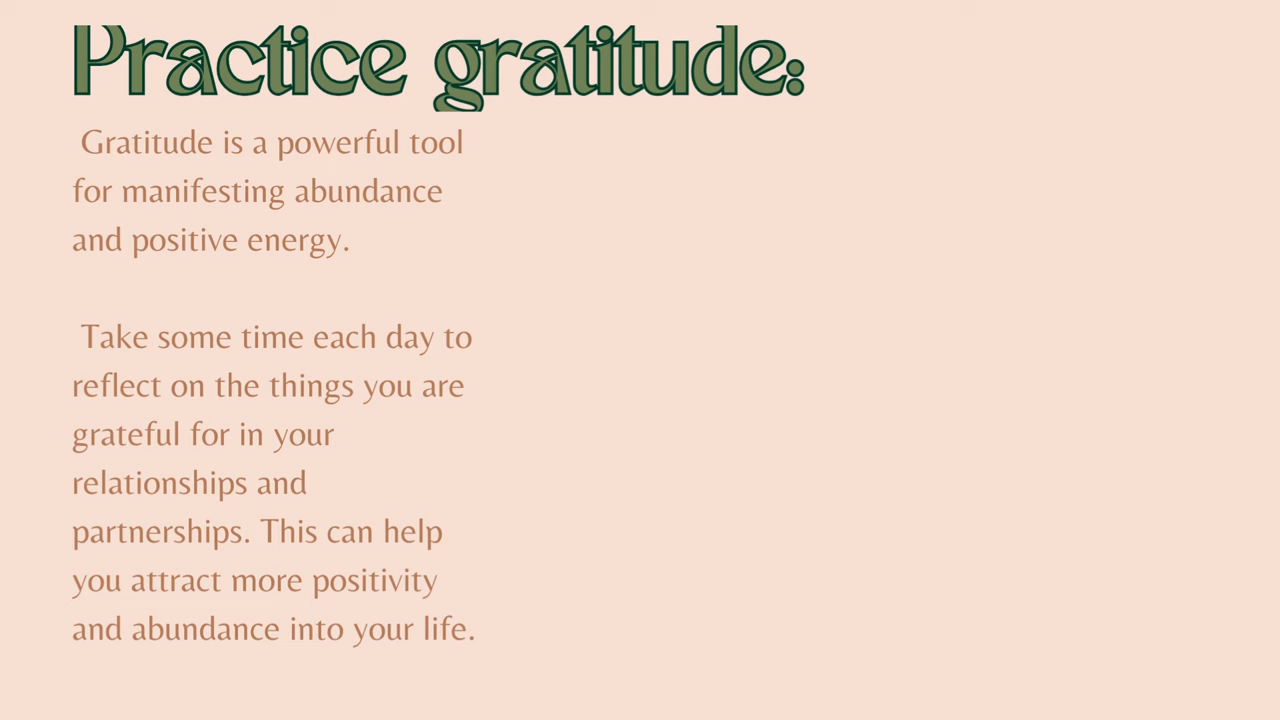 Practice gratitude:
Gratitude is a powerful tool
for manifesting abundance
and positive energy.
Take some time each day to
reflect on the things you are
grateful for in your
relationships and
partnerships. This can help
you attract more positivity
and abundance into your life.